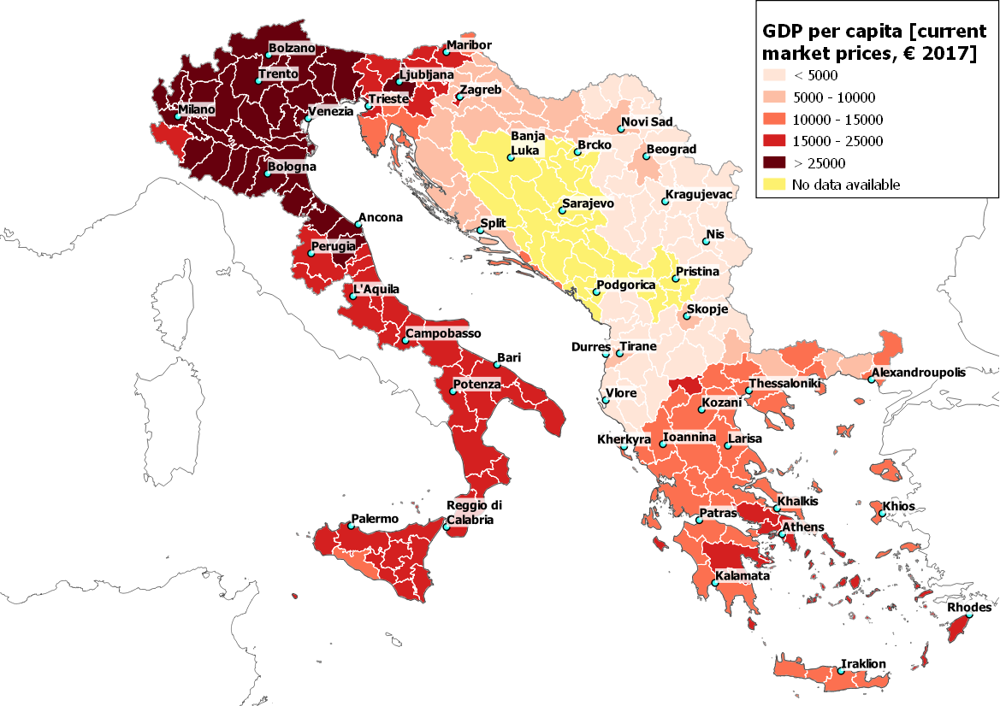 GDP per capita [current
market prices, € 2017]
< 5000
5000 - 10000
10000 - 15000
15000 - 25000
> 25000
No data available
Maribor
Bolzano
Trento
Ljubljana
Zagreb
Trieste
Milano
Venezia
Novi Sad
Banja
Luka
Brcko
Beograd
Bologna
Kragujevac
Sarajevo
Ancona
Split
Nis
Perugia
Pristina
Podgorica
L'Aquila
Skopje
Campobasso
Durres
Tirane
Bari
Alexandroupolis
Potenza
Thessaloniki
Vlore
Kozani
Kherkyra
Ioannina
Larisa
Reggio di
Calabria
Khalkis
Khios
Palermo
Patras
Athens
Kalamata
Rhodes
Iraklion